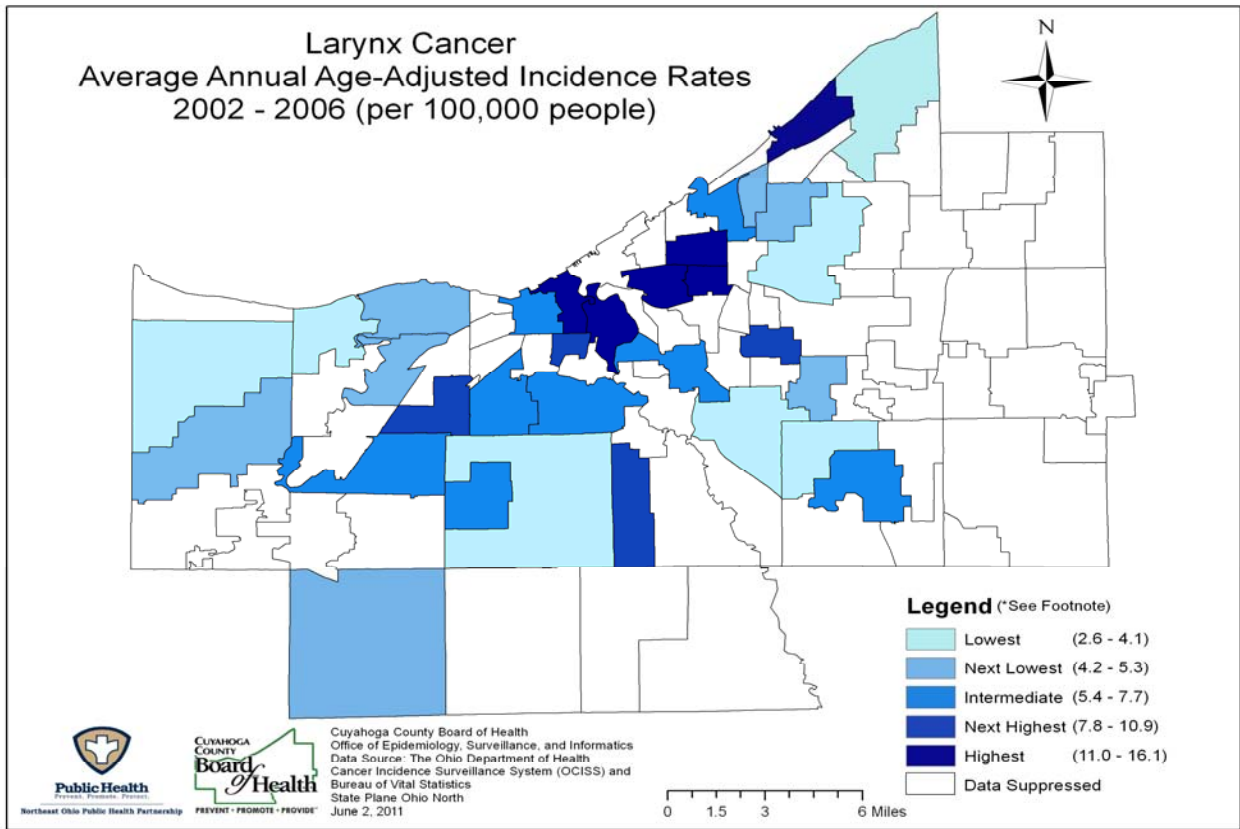 Larynx Cancer
Average Annual Age-Adjusted Incidence Rates
2002 - 2006 (per 100,000 people)
N
Legend (*See Footnote)
Lowest (2.6 - 4.1)
Next Lowest (4.2 - 5.3)
Intermediate (5.4 - 7.7)
Next Highest (7.8 - 10.9)
Highest (11.0 - 16.1)
Data Suppressed
Public Health
Prevent. Promote. Protect.
Northeast Ohio Public Health Partnership
CUYAHOGA
COUNTY
Board
of Health
PREVENT • PROMOTE • PROVIDE
Cuyahoga County Board of Health
Office of Epidemiology, Surveillance, and Informatics
Data Source: The Ohio Department of Health
Cancer Incidence Surveillance System (OCISS) and
Bureau of Vital Statistics
State Plane Ohio North
June 2, 2011
0 1.5 3 6 Miles